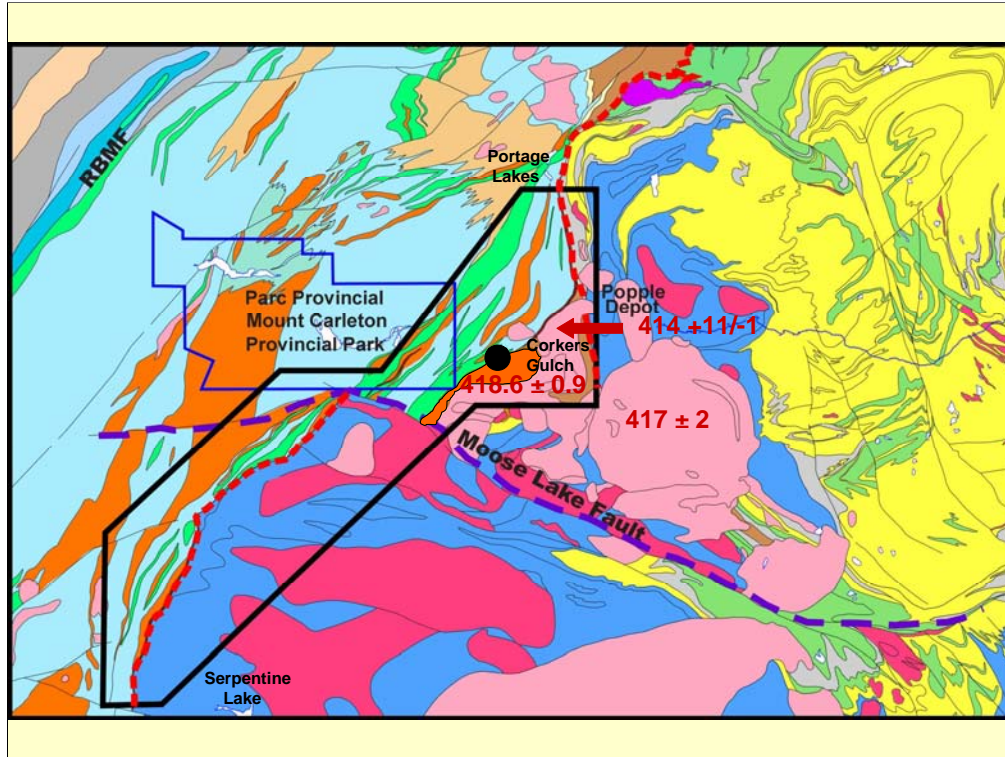 RBMF
Portage
Lakes
Parc Provincial
Mount Carleton
Provincial Park
Popple
Depot
414 +11/-1
Corkers
Gulch
418.6 ± 0.9
417 ± 2
Moose Lake Fault
Serpentine
Lake